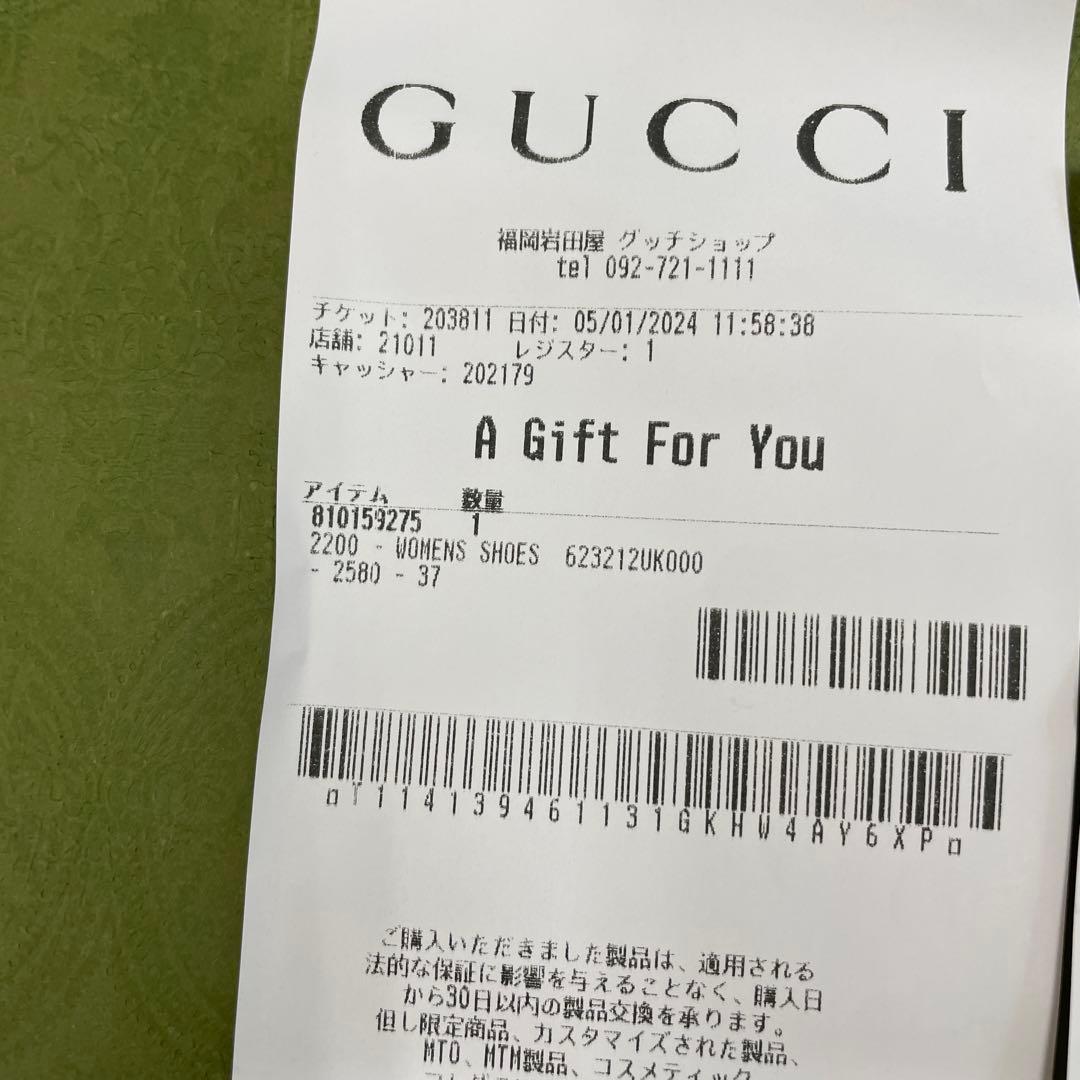 GUCCI
福岡岩田屋 グッチショップ
tel 092-721-1111
チケット: 203811 日付: 05/01/2024 11:58:38
店舗: 21011 レジスター: 1
キャッシャー: 202179
A Gift For You
アイテム 数量
810159275 1
2200 - WOMENS SHOES 623212UK000
- 2580 - 37
¤T114139461131GKHW4AY6XP¤
ご購入いただきました製品は、適用される
法的な保証に影響を与えることなく、購入日
から30日以内の製品交換を承ります。
但し限定商品、カスタマイズされた製品、
MTO、MTM製品、コスメティック